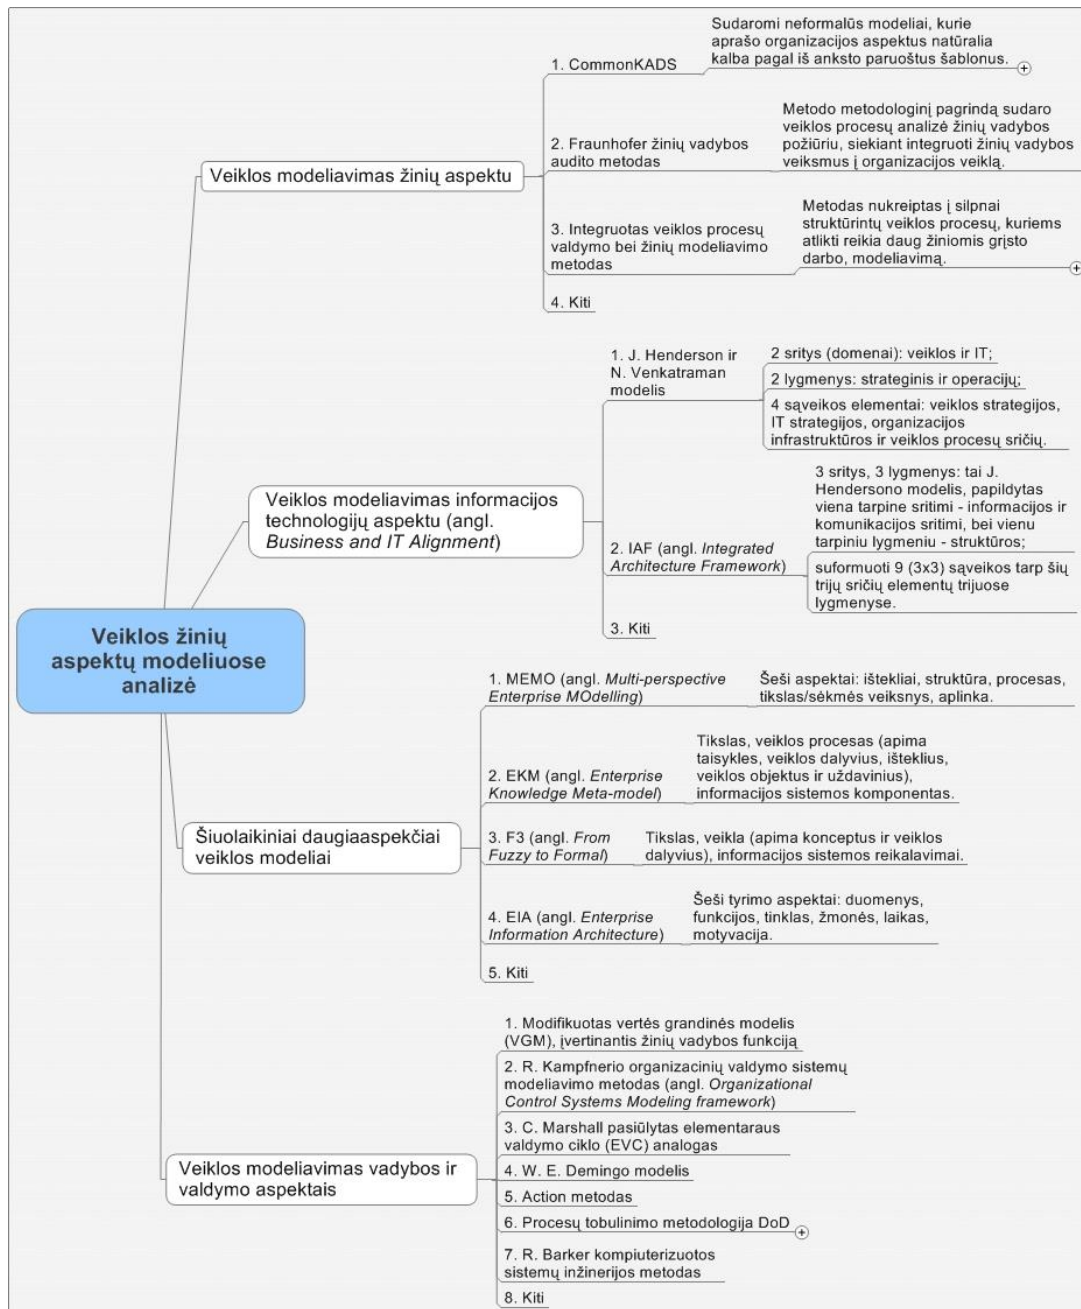 Veiklos žinių
aspektų modeliuose
analizė
Veiklos modeliavimas žinių aspektu
1. CommonKADS
Sudaromi neformalūs modeliai, kurie
aprašo organizacijos aspektus natūralia
kalba pagal iš anksto paruoštus šablonus.
2. Fraunhofer žinių vadybos
audito metodas
Metodo metodologinį pagrindą sudaro
veiklos procesų analizė žinių vadybos
požiūriu, siekiant integruoti žinių vadybos
veiksmus į organizacijos veiklą.
3. Integruotas veiklos procesų
valdymo bei žinių modeliavimo
metodas
Metodas nukreiptas į silpnai
struktūrintų veiklos procesų, kuriems
atlikti reikia daug žiniomis grįsto
darbo, modeliavimą.
4. Kiti
Veiklos modeliavimas informacijos
technologijų aspektu (angl.
Business and IT Alignment)
1. J. Henderson ir
N. Venkatraman
modelis
2 sritys (domenai): veiklos ir IT;
2 lygmenys: strateginis ir operacijų;
4 sąveikos elementai: veiklos strategijos,
IT strategijos, organizacijos
infrastruktūros ir veiklos procesų sričių.
2. IAF (angl. Integrated
Architecture Framework)
3 sritys, 3 lygmenys: tai J.
Hendersono modelis, papildytas
viena tarpine sritimi - informacijos ir
komunikacijos sritimi, bei vienu
tarpiniu lygmeniu - struktūros;
suformuoti 9 (3x3) sąveikos tarp šių
trijų sričių elementų trijuose
lygmenyse.
3. Kiti
Šiuolaikiniai daugiaaspekčiai
veiklos modeliai
1. MEMO (angl. Multi-perspective
Enterprise MOdelling)
Šeši aspektai: ištekliai, struktūra, procesas,
tikslas/sėkmės veiksnys, aplinka.
2. EKM (angl. Enterprise
Knowledge Meta-model)
Tikslas, veiklos procesas (apima
taisykles, veiklos dalyvius, išteklius,
veiklos objektus ir uždavinius),
informacijos sistemos komponentas.
3. F3 (angl. From
Fuzzy to Formal)
Tikslas, veikla (apima konceptus ir veiklos
dalyvius), informacijos sistemos reikalavimai.
4. EIA (angl. Enterprise
Information Architecture)
Šeši tyrimo aspektai: duomenys,
funkcijos, tinklas, žmonės, laikas,
motyvacija.
5. Kiti
Veiklos modeliavimas vadybos ir
valdymo aspektais
1. Modifikuotas vertės grandinės modelis
(VGM), įvertinantis žinių vadybos funkciją
2. R. Kampfnerio organizacinių valdymo sistemų
modeliavimo metodas (angl. Organizational
Control Systems Modeling framework)
3. C. Marshall pasiūlytas elementaraus
valdymo ciklo (EVC) analogas
4. W. E. Demingo modelis
5. Action metodas
6. Procesų tobulinimo metodologija DoD
7. R. Barker kompiuterizuotos
sistemų inžinerijos metodas
8. Kiti